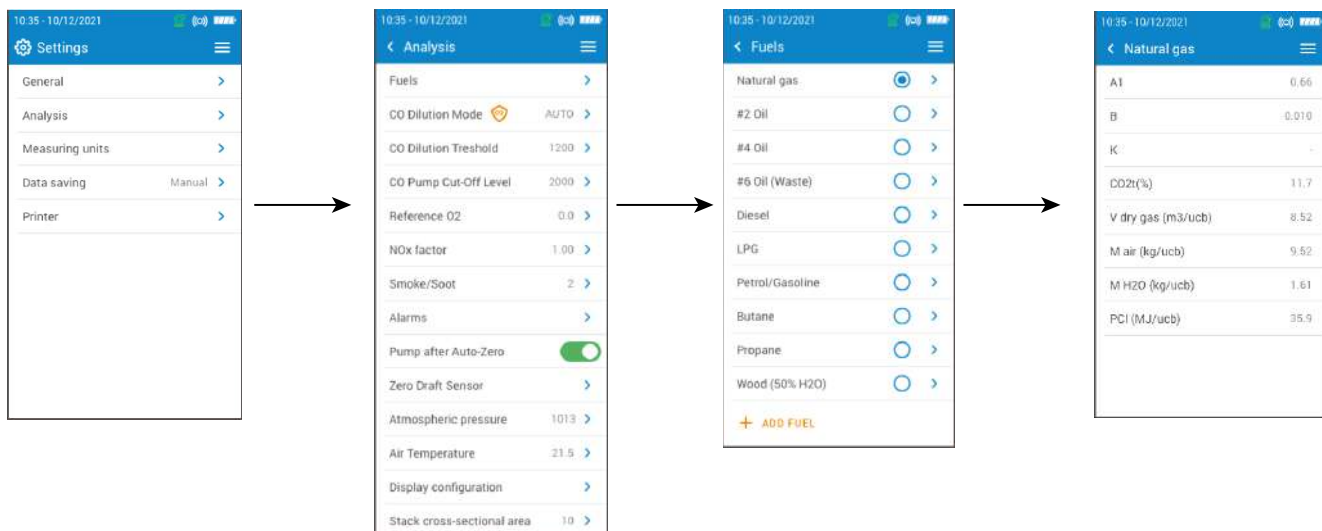 10:35 - 10/12/2021
Settings
General
Analysis
Measuring units
Data saving Manual
Printer
10:35 - 10/12/2021
Analysis
Fuels
CO Dilution Mode AUTO
CO Dilution Treshold 1200
CO Pump Cut-Off Level 2000
Reference O2 0.0
NOx factor 1.00
Smoke/Soot 2
Alarms
Pump after Auto-Zero
Zero Draft Sensor
Atmospheric pressure 1013
Air Temperature 21.5
Display configuration
Stack cross-sectional area 10
10:35 - 10/12/2021
Fuels
Natural gas
#2 Oil
#4 Oil
#6 Oil (Waste)
Diesel
LPG
Petrol/Gasoline
Butane
Propane
Wood (50% H2O)
+ ADD FUEL
10:35 - 10/12/2021
Natural gas
A1 0.66
B 0.010
K -
CO2t(%) 11.7
V dry gas (m3/ucb) 8.52
M air (kg/ucb) 9.52
M H2O (kg/ucb) 1.61
PCI (MJ/ucb) 35.9